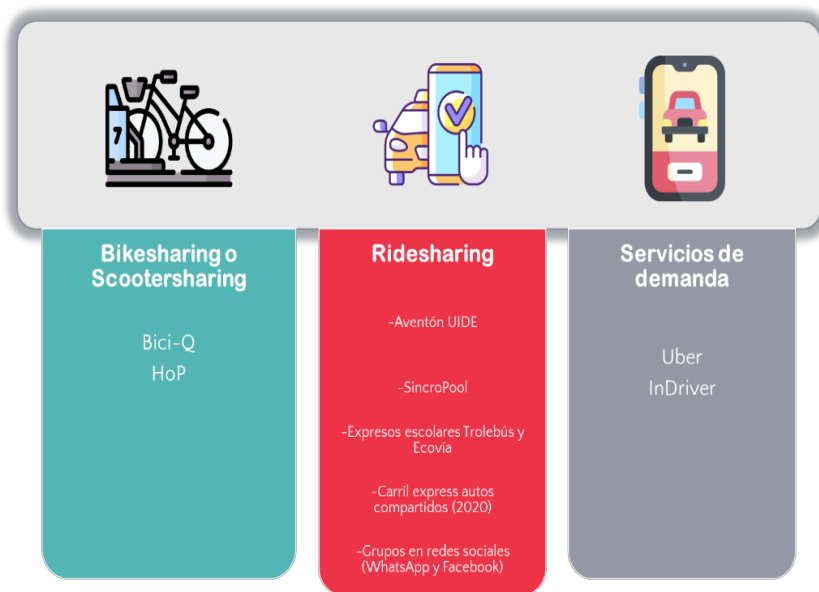 7
Bikesharing o
Scootersharing
Bici-Q
HoP
Ridesharing
-Aventón UIDE
-SincroPool
-Expresos escolares Trolebús y
Ecovía
-Carril express autos
compartidos (2020)
-Grupos en redes sociales
(WhatsApp y Facebook)
Servicios de
demanda
Uber
InDriver